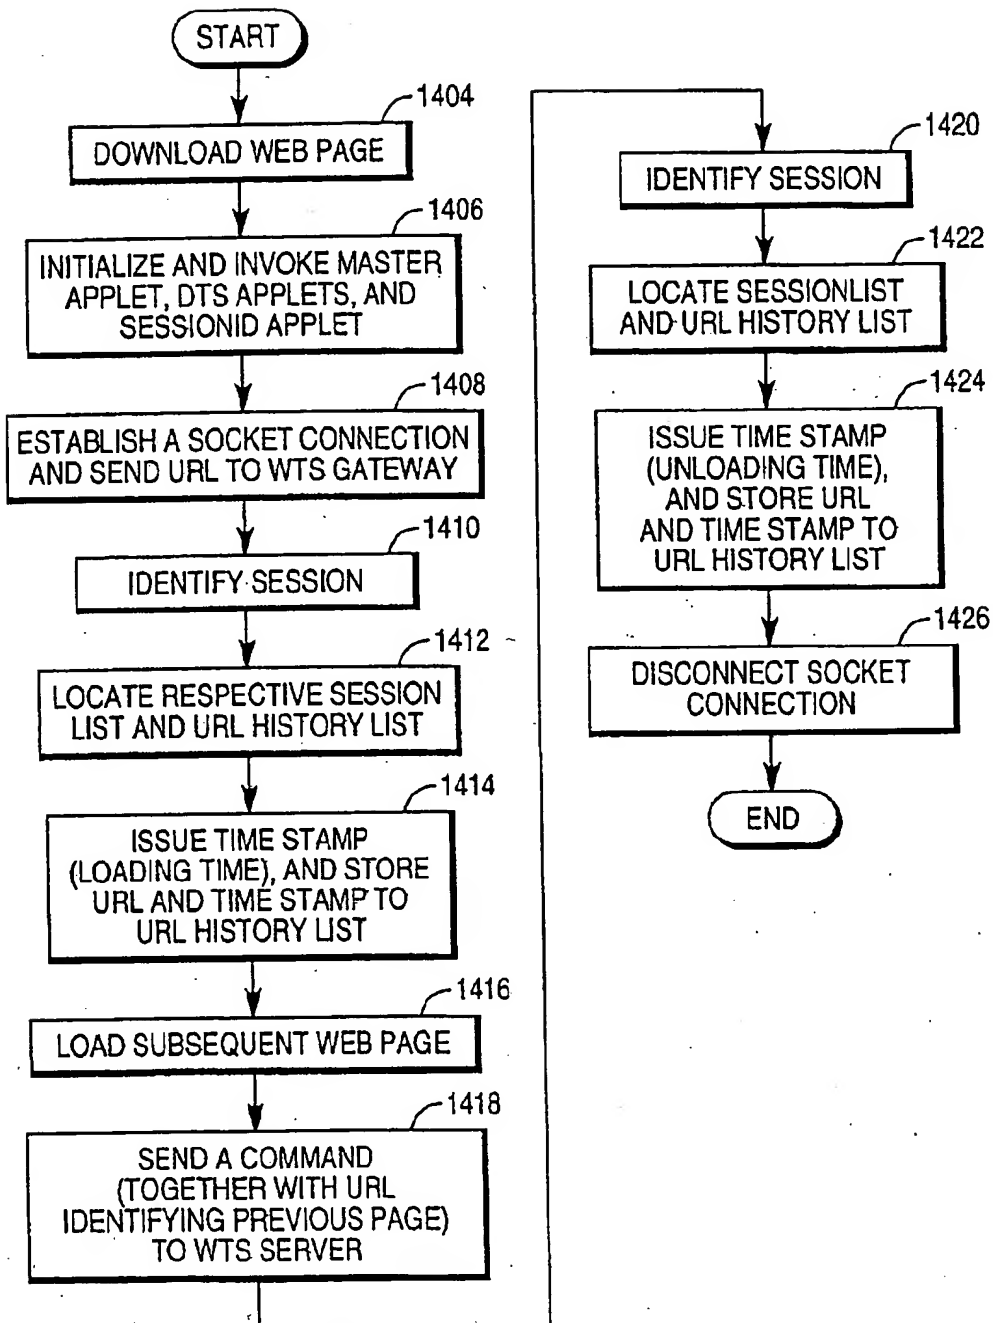 START
1404
DOWNLOAD WEB PAGE
1406
INITIALIZE AND INVOKE MASTER
APPLET, DTS APPLETS, AND
SESSIONID APPLET
1408
ESTABLISH A SOCKET CONNECTION
AND SEND URL TO WTS GATEWAY
1410
IDENTIFY SESSION
1412
LOCATE RESPECTIVE SESSION
LIST AND URL HISTORY LIST
1414
ISSUE TIME STAMP
(LOADING TIME), AND STORE
URL AND TIME STAMP TO
URL HISTORY LIST
1416
LOAD SUBSEQUENT WEB PAGE
1418
SEND A COMMAND
(TOGETHER WITH URL
IDENTIFYING PREVIOUS PAGE)
TO WTS SERVER
1420
IDENTIFY SESSION
1422
LOCATE SESSIONLIST
AND URL HISTORY LIST
1424
ISSUE TIME STAMP
(UNLOADING TIME),
AND STORE URL
AND TIME STAMP TO
URL HISTORY LIST
1426
DISCONNECT SOCKET
CONNECTION
END